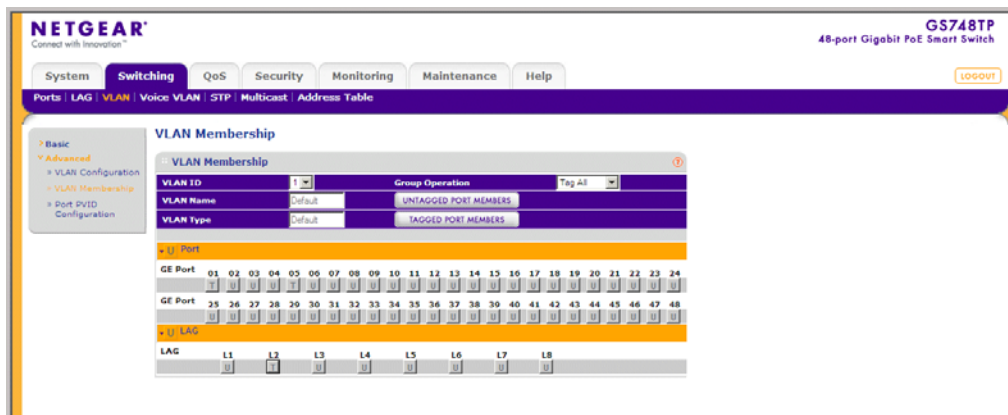 NETGEAR®
Connect with Innovation™
GS748TP
48-port Gigabit PoE Smart Switch
System Switching QoS Security Monitoring Maintenance Help
LOGOUT
Ports | LAG | VLAN | Voice VLAN | STP | Multicast | Address Table
Basic
Advanced
» VLAN Configuration
» VLAN Membership
» Port PVID
Configuration
VLAN Membership
VLAN Membership ?
VLAN ID 1 Group Operation Tag All
VLAN Name Default UNTAGGED PORT MEMBERS
VLAN Type Default TAGGED PORT MEMBERS
U Port
GE Port 01 02 03 04 05 06 07 08 09 10 11 12 13 14 15 16 17 18 19 20 21 22 23 24
T U U U T U U U U U U U U U U U U U U U U U U U
GE Port 25 26 27 28 29 30 31 32 33 34 35 36 37 38 39 40 41 42 43 44 45 46 47 48
U U U U U U U U U U U U U U U U U U U U U U U U
U LAG
LAG L1 L2 L3 L4 L5 L6 L7 L8
U T U U U U U U